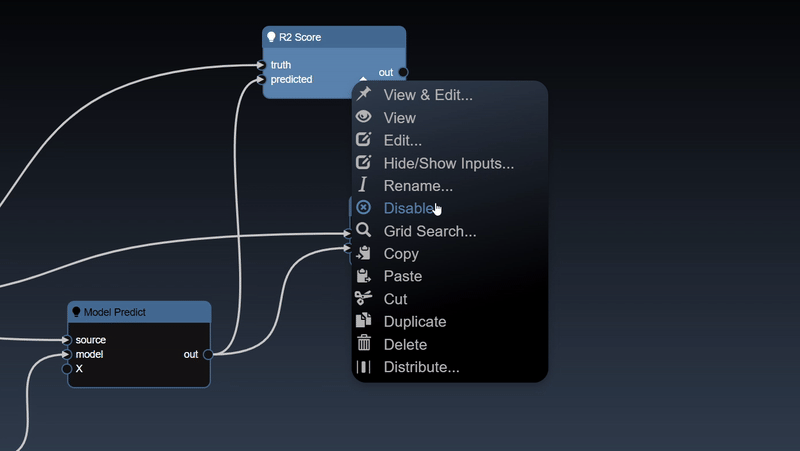 R2 Score
truth
out
predicted
View & Edit...
View
Edit...
Hide/Show Inputs...
Rename...
Disable
Grid Search...
Copy
Paste
Cut
Duplicate
Delete
Distribute...
Model Predict
source
model
out
X